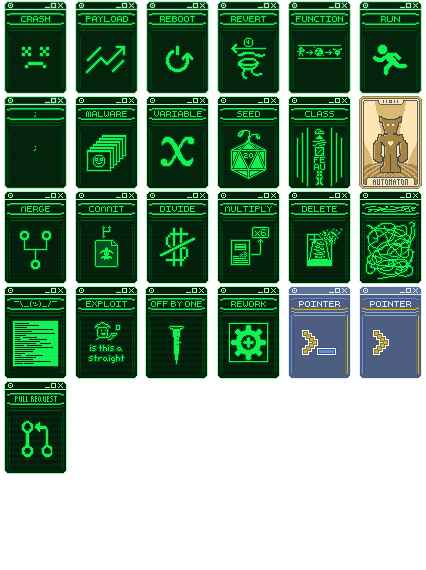 CRASH
PAYLOAD
REBOOT
REVERT
FUNCTION
RUN
;
MALWARE
VARIABLE
SEED
CLASS
;
x
20
AUTOMATON
MERGE
COMMIT
DIVIDE
MULTIPLY
DELETE
$
x3
x6
¯\_(ツ)_/¯
EXPLOIT
OFF BY ONE
REWORK
POINTER
POINTER
is this a
straight
>_
>
PULL REQUEST